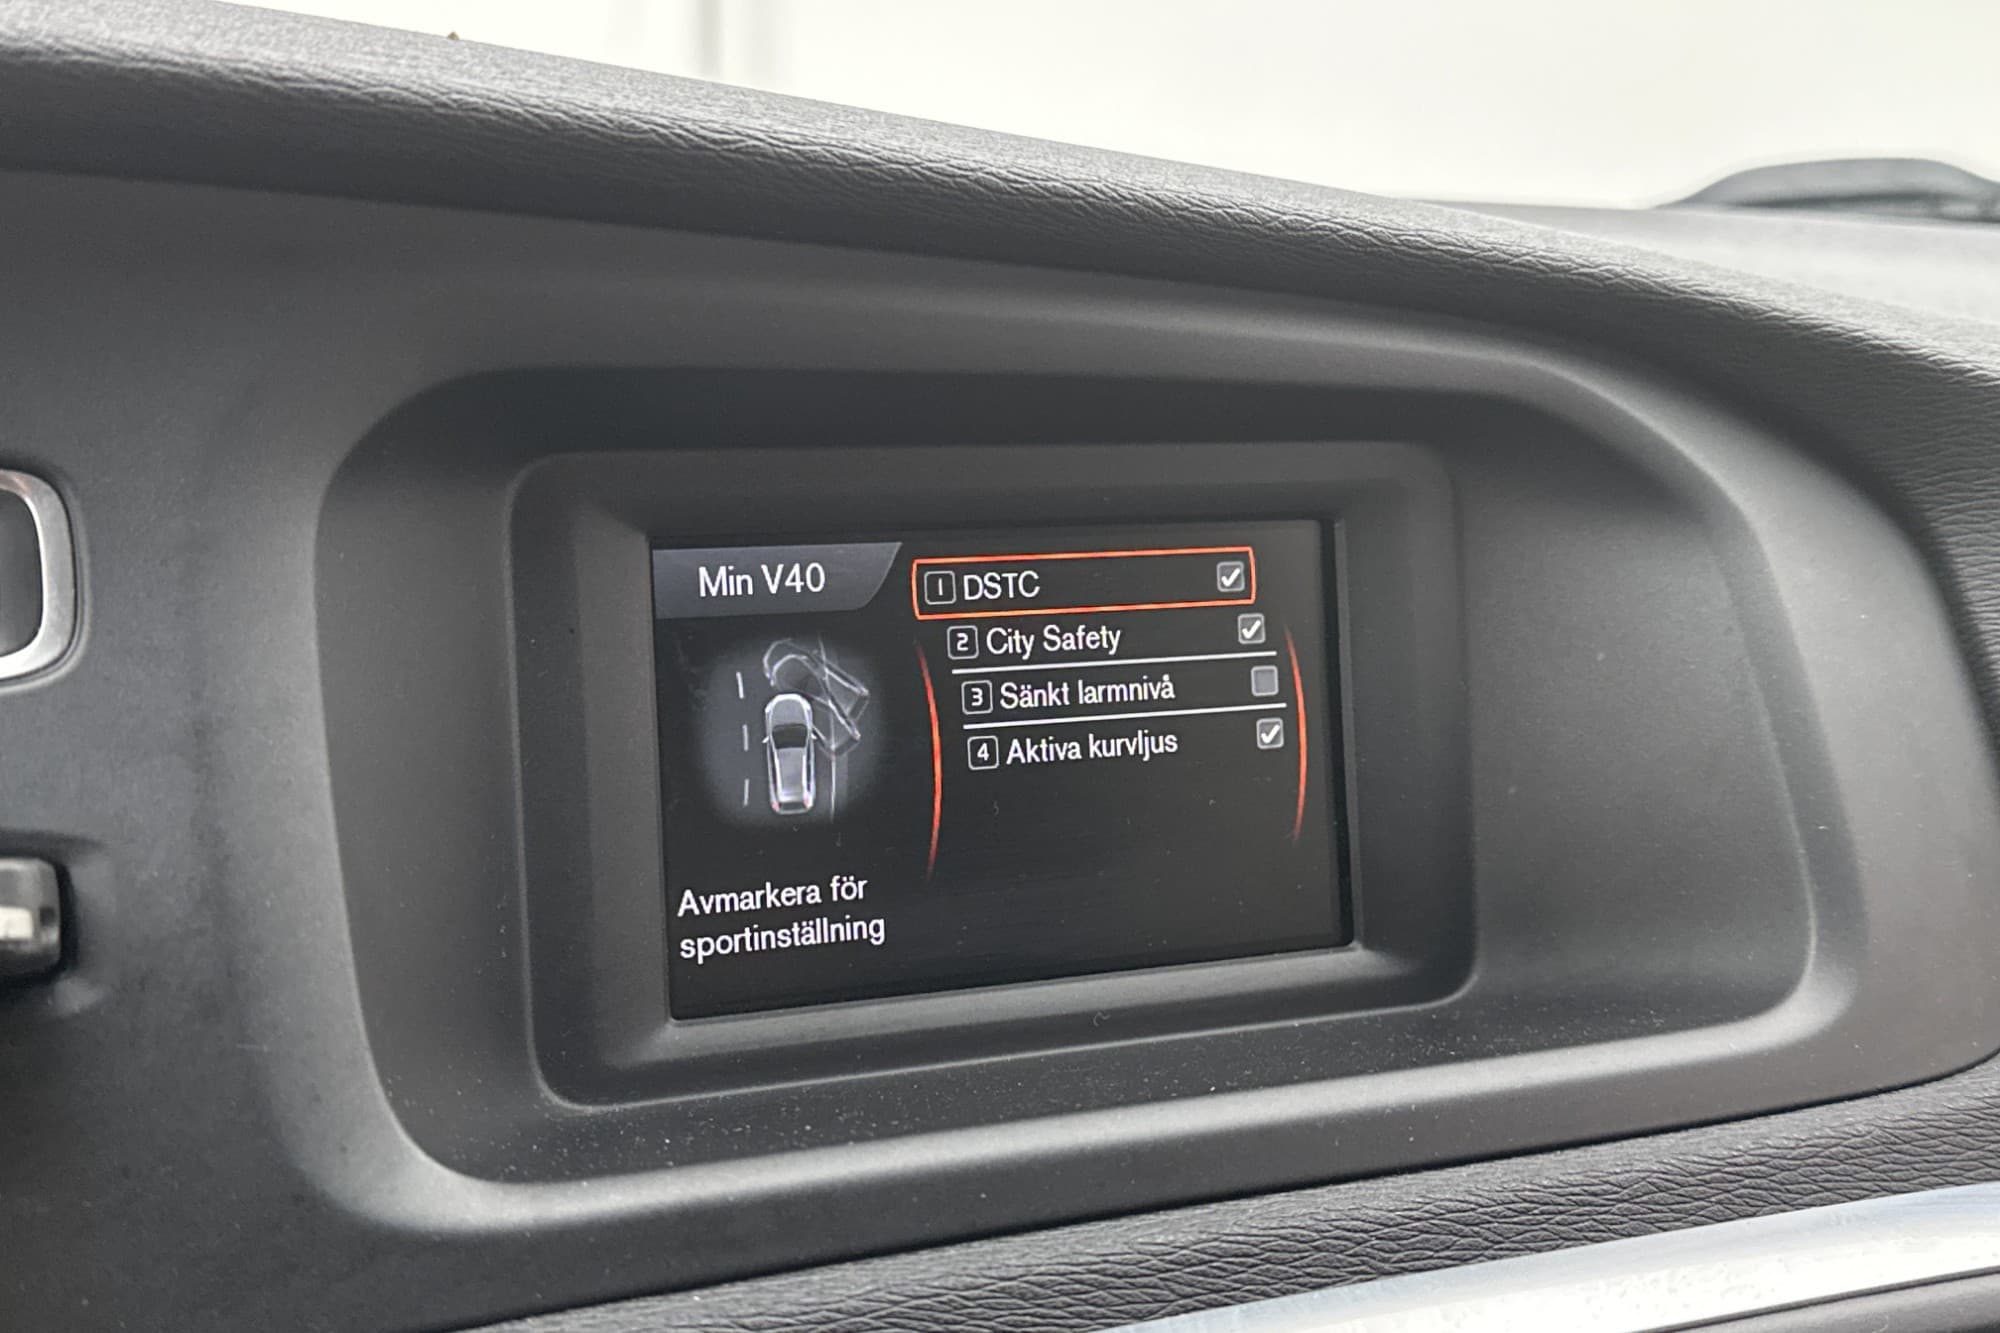 Min V40
1 DSTC
2 City Safety
3 Sänkt larmnivå
4 Aktiva kurvljus
Avmarkera för
sportinställning